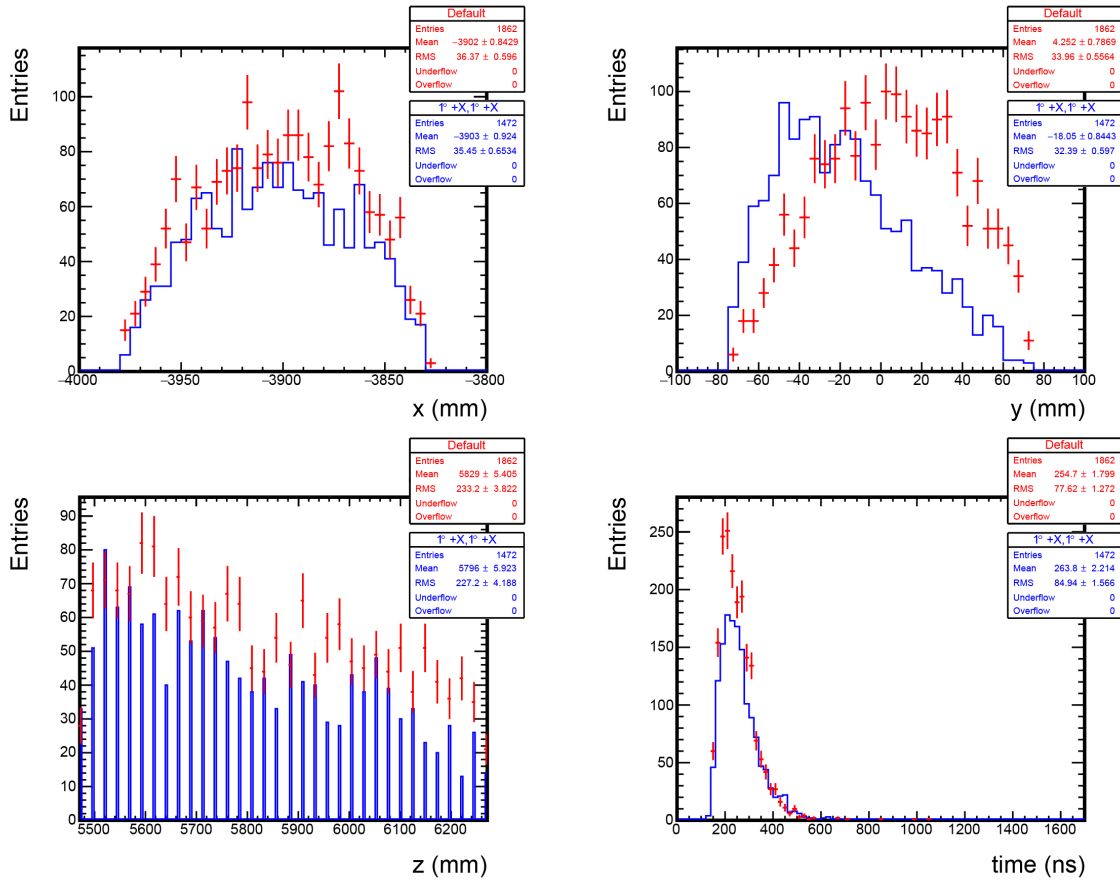 Default
Entries 1862
Mean −3902 ± 0.8429
RMS 36.37 ± 0.596
Underflow 0
Overflow 0
1° +X,1° +X
Entries 1472
Mean −3903 ± 0.924
RMS 35.45 ± 0.6534
Underflow 0
Overflow 0
Entries
100
80
60
40
20
0
−4000 −3950 −3900 −3850 −3800
x (mm)
Default
Entries 1862
Mean 4.252 ± 0.7869
RMS 33.96 ± 0.5564
Underflow 0
Overflow 0
1° +X,1° +X
Entries 1472
Mean −18.05 ± 0.8443
RMS 32.39 ± 0.597
Underflow 0
Overflow 0
Entries
100
80
60
40
20
0
−100 −80 −60 −40 −20 0 20 40 60 80 100
y (mm)
Default
Entries 1862
Mean 5829 ± 5.405
RMS 233.2 ± 3.822
Underflow 0
Overflow 0
1° +X,1° +X
Entries 1472
Mean 5796 ± 5.923
RMS 227.2 ± 4.188
Underflow 0
Overflow 0
Entries
90
80
70
60
50
40
30
20
10
0
5500 5600 5700 5800 5900 6000 6100 6200
z (mm)
Default
Entries 1862
Mean 254.7 ± 1.799
RMS 77.62 ± 1.272
Underflow 0
Overflow 0
1° +X,1° +X
Entries 1472
Mean 263.8 ± 2.214
RMS 84.94 ± 1.566
Underflow 0
Overflow 0
Entries
250
200
150
100
50
0
0 200 400 600 800 1000 1200 1400 1600
time (ns)